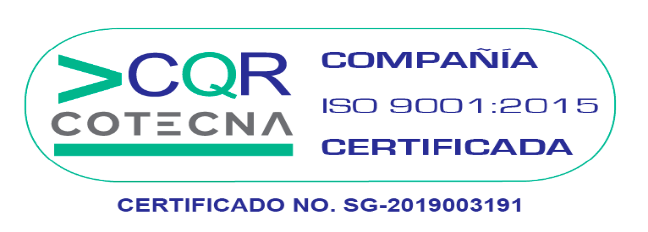 CQR
COTECNA
COMPAÑÍA
ISO 9001:2015
CERTIFICADA
CERTIFICADO NO. SG-2019003191